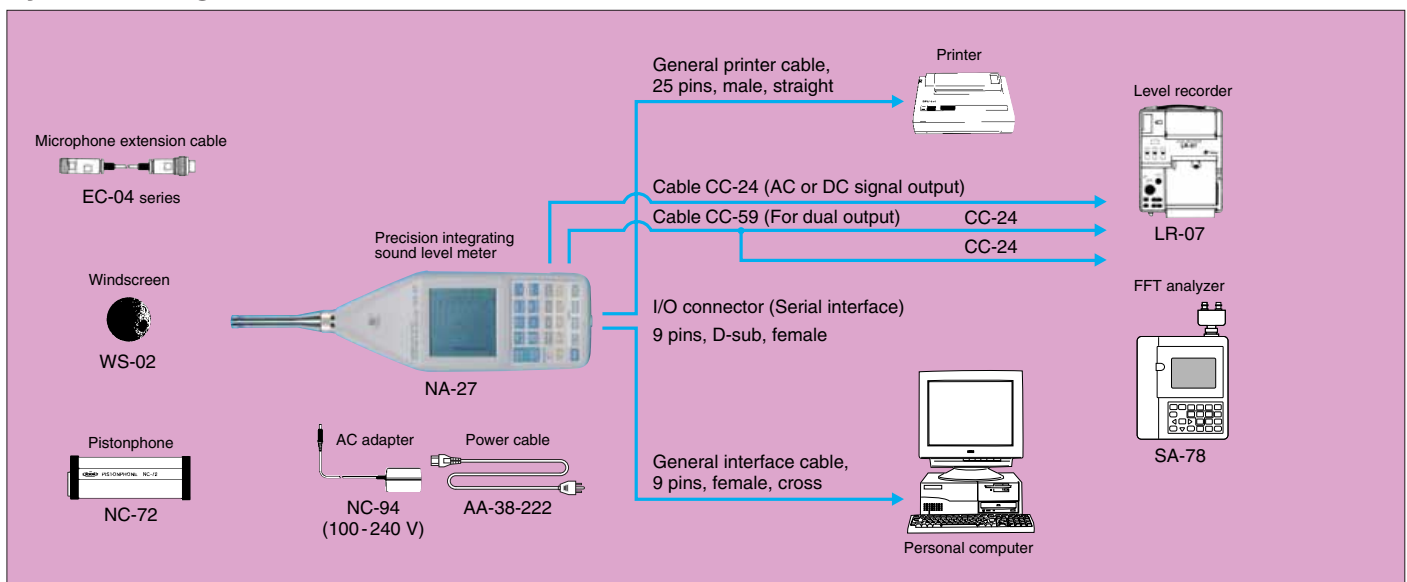 Microphone extension cable
EC-04 series
Windscreen
WS-02
Pistonphone
PISTONPHONE NC-72
NC-72
Precision integrating
sound level meter
NA-27
AC adapter
NC-94
(100-240 V)
Power cable
AA-38-222
General printer cable,
25 pins, male, straight
Printer
Cable CC-24 (AC or DC signal output)
Cable CC-59 (For dual output)
CC-24
CC-24
I/O connector (Serial interface)
9 pins, D-sub, female
General interface cable,
9 pins, female, cross
Personal computer
Level recorder
LR-07
LR-07
FFT analyzer
SA-78